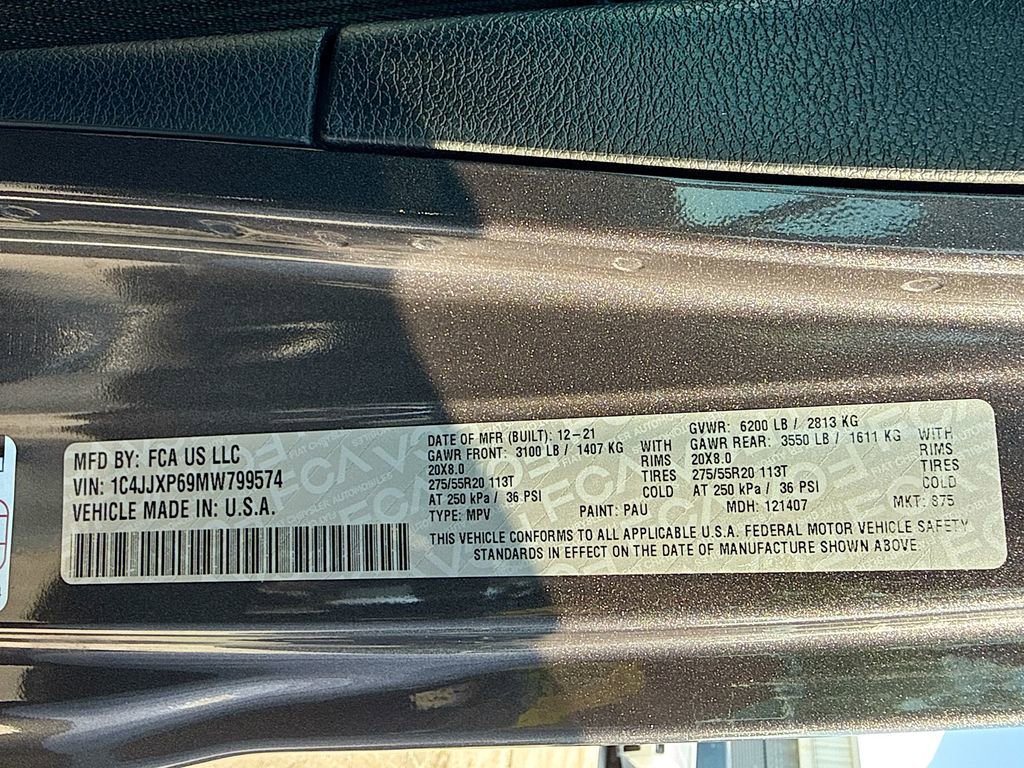 MFD BY: FCA US LLC
VIN: 1C4JJXP69MW799574
VEHICLE MADE IN: U.S.A.
DATE OF MFR (BUILT): 12-21
GAWR FRONT: 3100 LB / 1407 KG WITH
20X8.0 RIMS
275/55R20 113T TIRES
AT 250 kPa / 36 PSI COLD
TYPE: MPV PAINT: PAU
GVWR: 6200 LB / 2813 KG
GAWR REAR: 3550 LB / 1611 KG WITH
20X8.0 RIMS
275/55R20 113T TIRES
AT 250 kPa / 36 PSI COLD
MDH: 121407 MKT: 875
THIS VEHICLE CONFORMS TO ALL APPLICABLE U.S.A. FEDERAL MOTOR VEHICLE SAFETY
STANDARDS IN EFFECT ON THE DATE OF MANUFACTURE SHOWN ABOVE.